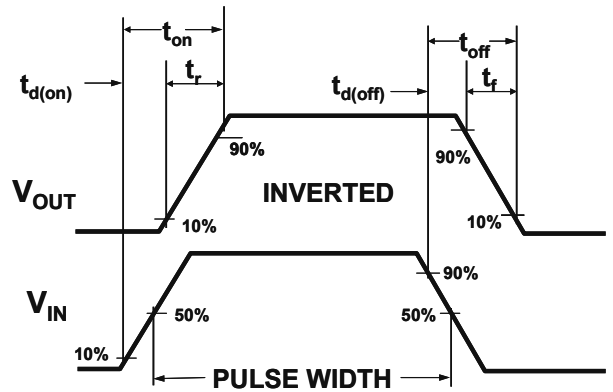 t_on
t_off
t_d(on)
t_r
t_d(off)
t_f
90%
90%
V_OUT
INVERTED
10%
10%
90%
V_IN
50%
50%
10%
PULSE WIDTH